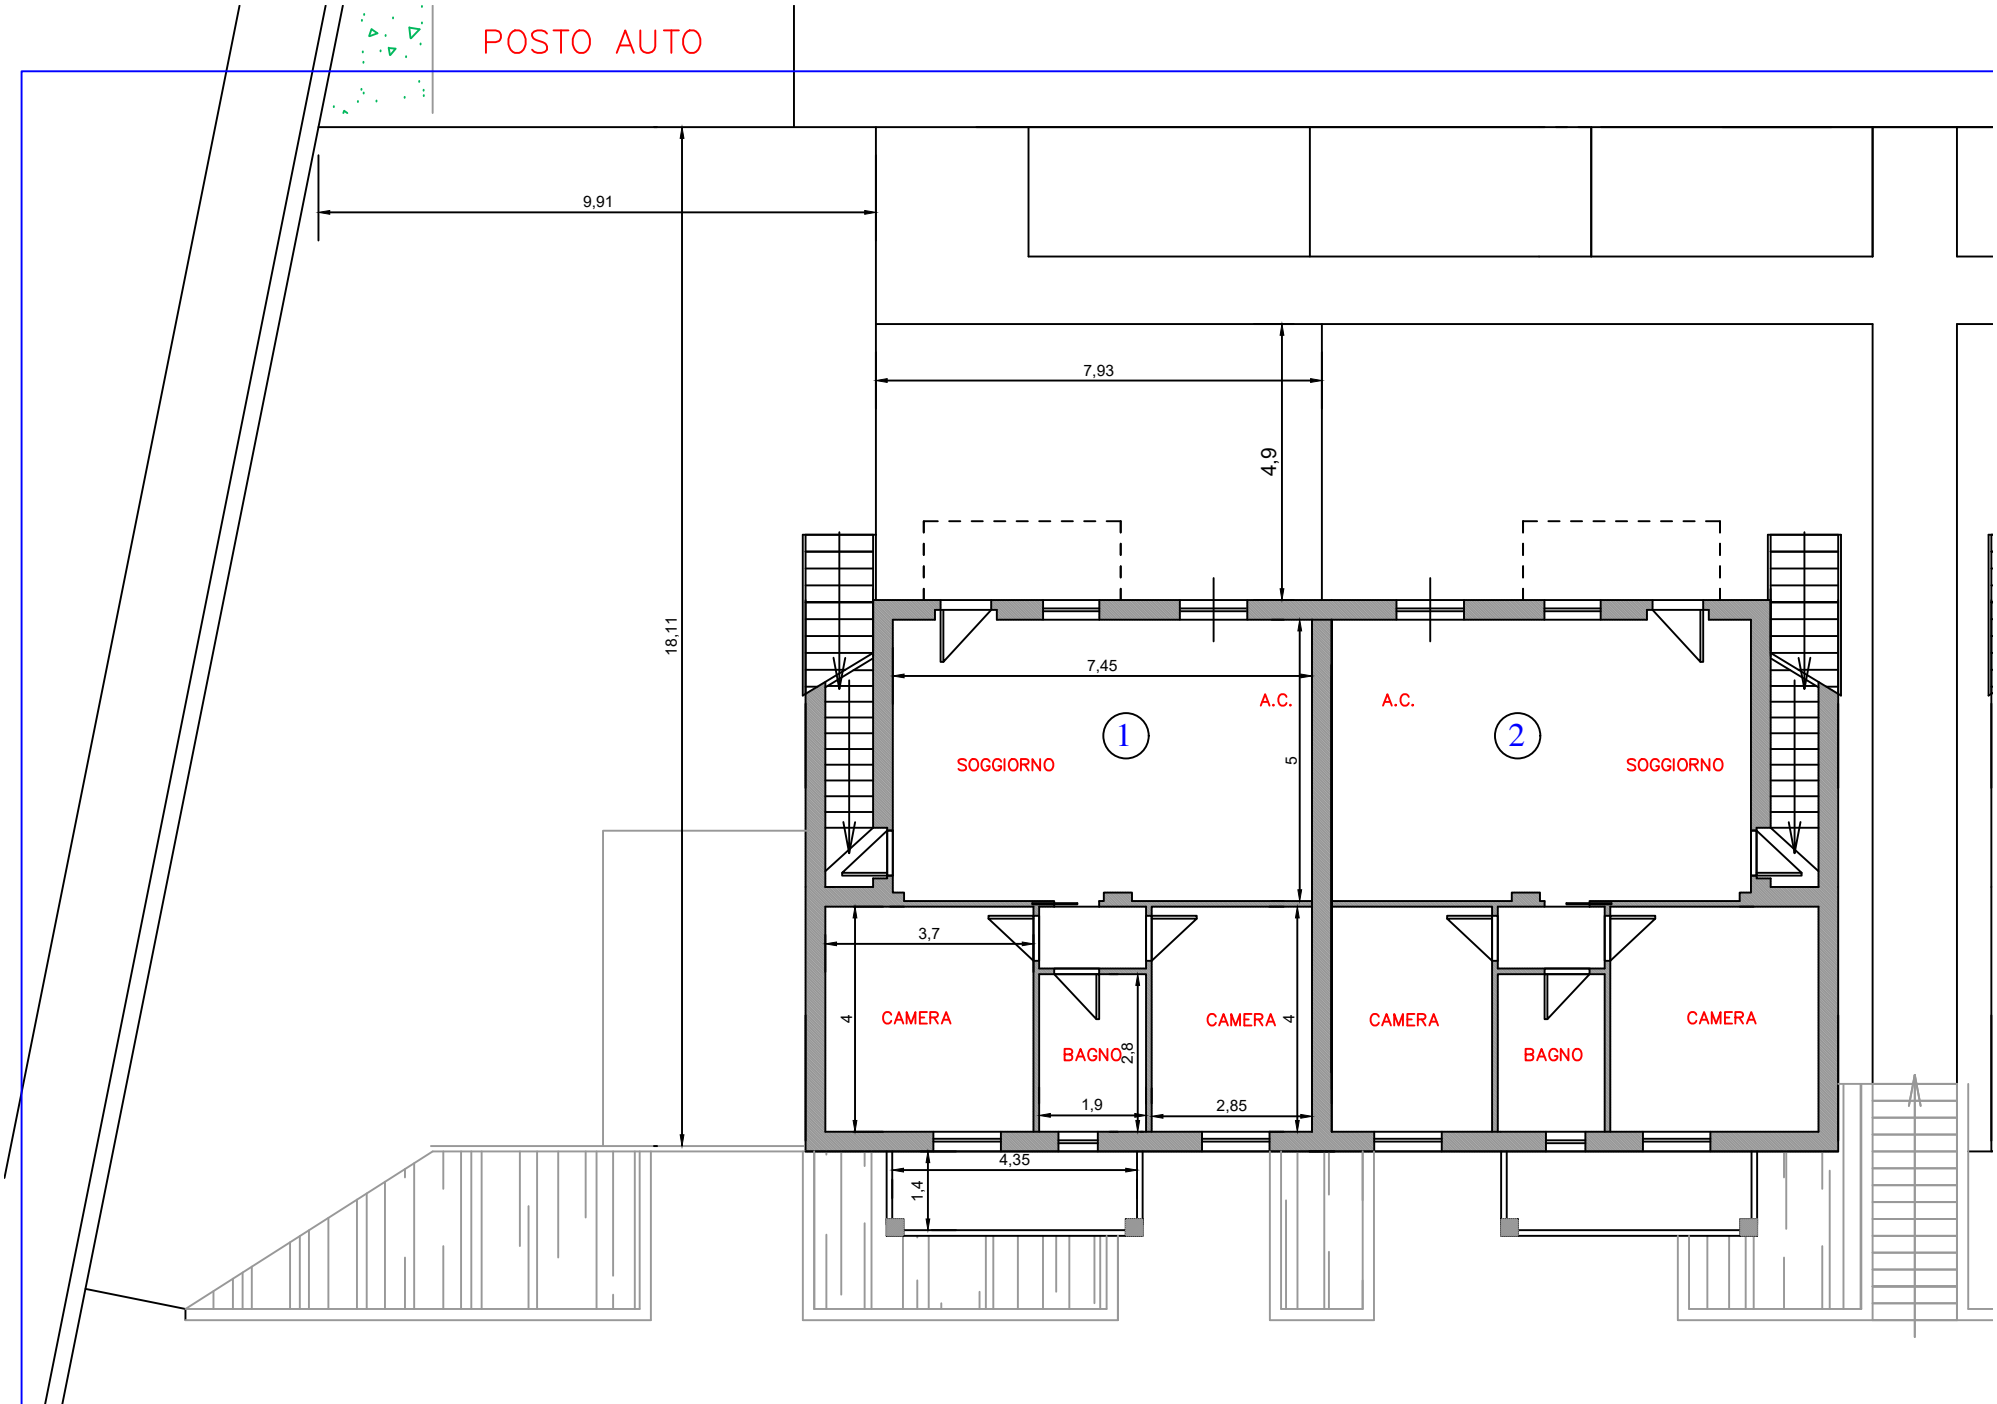 POSTO AUTO
9,91
7,93
4,9
18,11
7,45
A.C.
A.C.
1
2
5
SOGGIORNO
SOGGIORNO
3,7
4
CAMERA
CAMERA
4
CAMERA
CAMERA
BAGNO
2,8
BAGNO
1,9
2,85
4,35
1,4